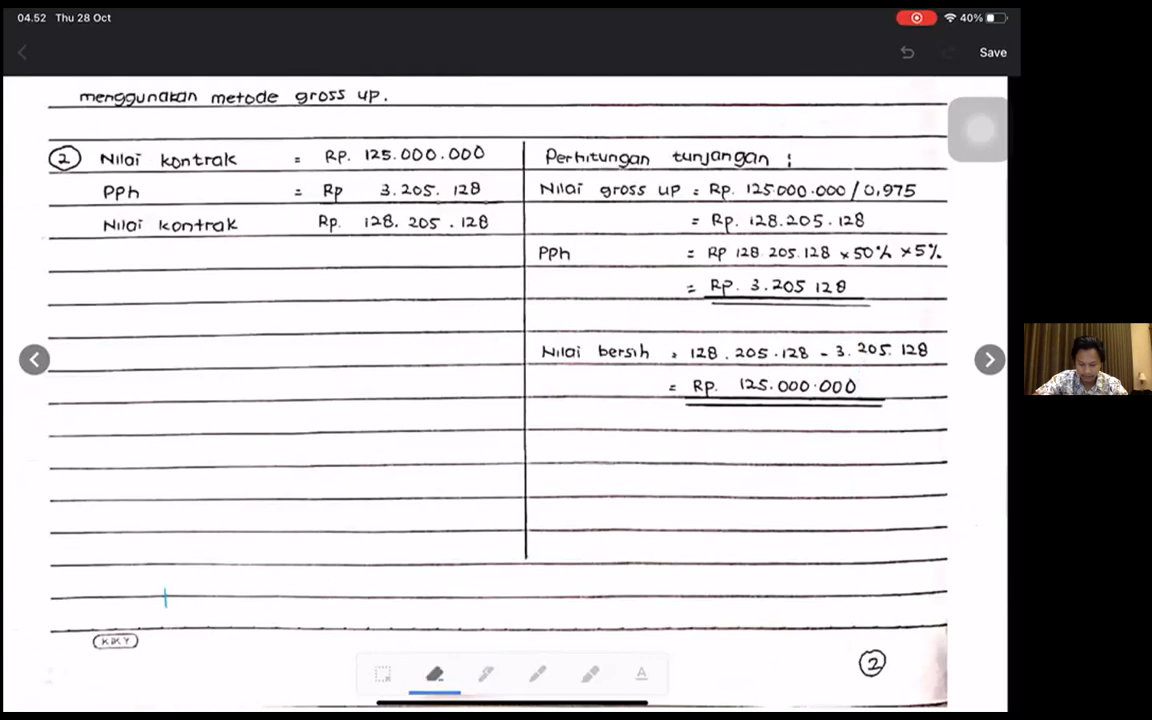 04.52 Thu 28 Oct
40%
Save
menggunakan metode gross up.
2 Nilai kontrak = Rp. 125.000.000
PPh = Rp 3.205.128
Nilai kontrak Rp. 128.205.128
Perhitungan tunjangan :
Nilai gross up = Rp. 125.000.000 / 0,975
= Rp. 128.205.128
PPh = Rp 128.205.128 x 50% x 5%
= Rp. 3.205 128
Nilai bersih = 128.205.128 - 3.205.128
= Rp. 125.000.000
KIKY
2
A